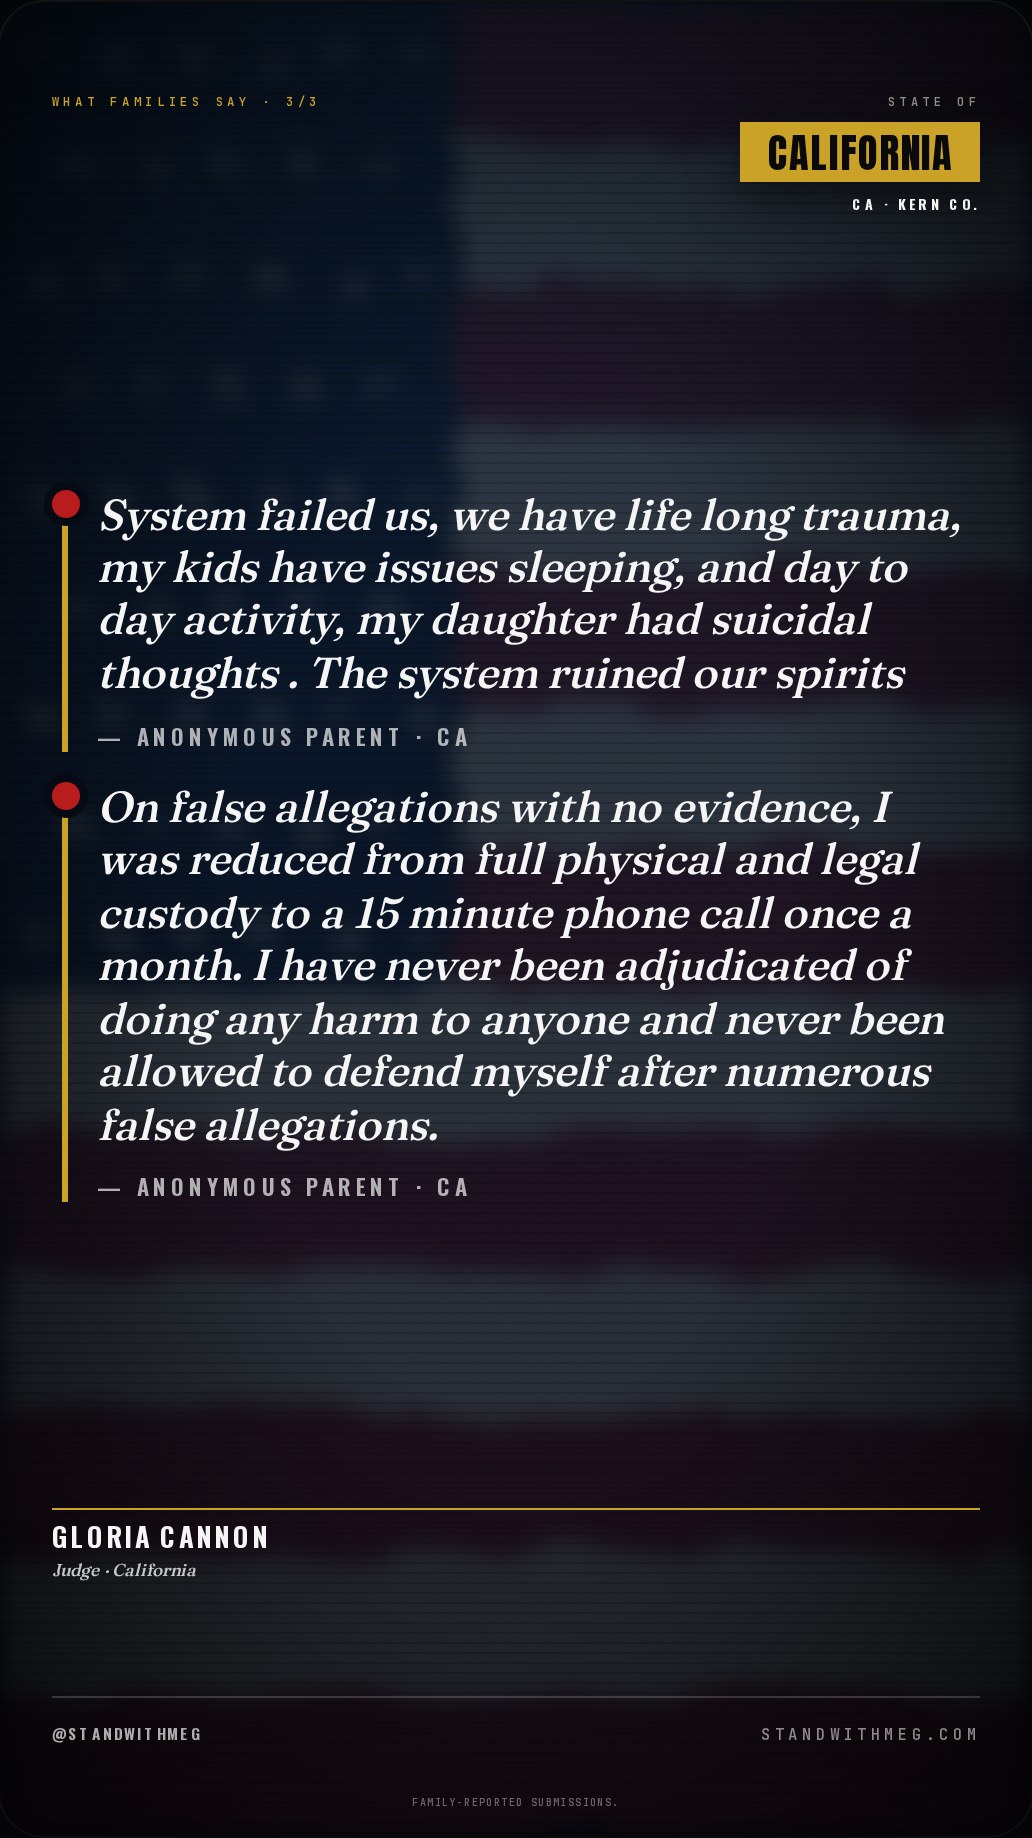 WHAT FAMILIES SAY · 3/3
STATE OF
CALIFORNIA
CA · KERN CO.
System failed us, we have life long trauma,
my kids have issues sleeping, and day to
day activity, my daughter had suicidal
thoughts . The system ruined our spirits
— ANONYMOUS PARENT · CA
On false allegations with no evidence, I
was reduced from full physical and legal
custody to a 15 minute phone call once a
month. I have never been adjudicated of
doing any harm to anyone and never been
allowed to defend myself after numerous
false allegations.
— ANONYMOUS PARENT · CA
GLORIA CANNON
Judge · California
@STANDWITHMEG
STANDWITHMEG.COM
FAMILY-REPORTED SUBMISSIONS.